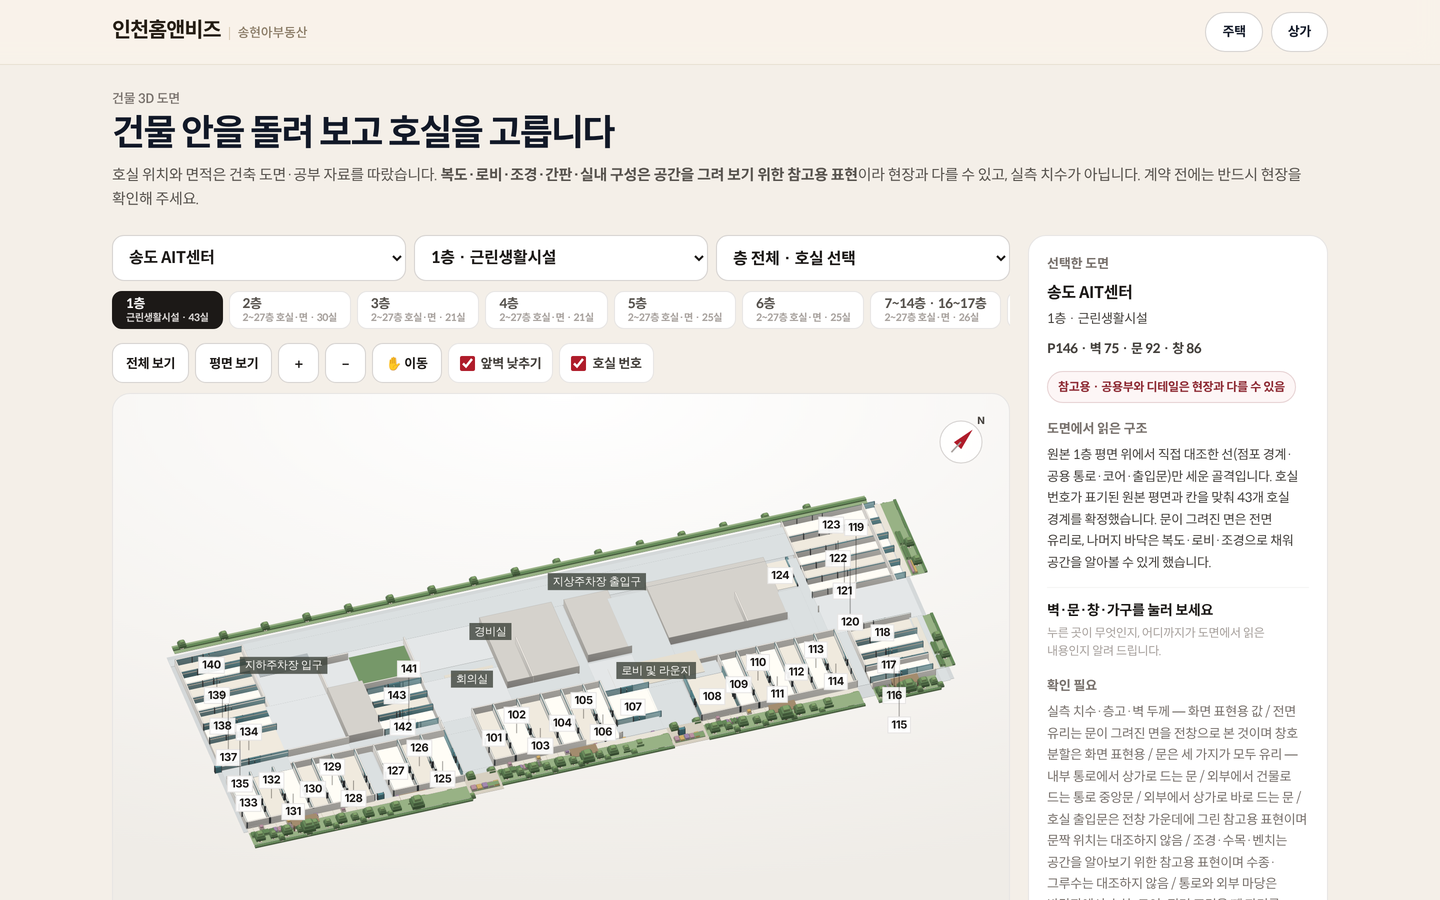 인천홈앤비즈 | 송현아부동산
주택
상가
건물 3D 도면
건물 안을 돌려 보고 호실을 고릅니다
호실 위치와 면적은 건축 도면·공부 자료를 따랐습니다. 복도·로비·조경·간판·실내 구성은 공간을 그려 보기 위한 참고용 표현이라 현장과 다를 수 있고, 실측 치수가 아닙니다. 계약 전에는 반드시 현장을
확인해 주세요.
송도 AIT센터
1층 · 근린생활시설
층 전체 · 호실 선택
1층
근린생활시설 · 43실
2층
2~27층 호실·면 · 30실
3층
2~27층 호실·면 · 21실
4층
2~27층 호실·면 · 21실
5층
2~27층 호실·면 · 25실
6층
2~27층 호실·면 · 25실
7~14층 · 16~17층
2~27층 호실·면 · 26실
전체 보기
평면 보기
+
−
✋ 이동
앞벽 낮추기
호실 번호
N
123
119
지상주차장 출입구
124
122
121
120
경비실
118
140
지하주차장 입구
141
회의실
로비 및 라운지
113
110
117
112
109
114
139
143
108
111
116
105
107
102
104
106
115
138
134
142
101
103
126
137
129
127
125
135
132
130
128
133
131
선택한 도면
송도 AIT센터
1층 · 근린생활시설
P146 · 벽 75 · 문 92 · 창 86
참고용 · 공용부와 디테일은 현장과 다를 수 있음
도면에서 읽은 구조
원본 1층 평면 위에서 직접 대조한 선(점포 경계·
공용 통로·코어·출입문)만 세운 골격입니다. 호실
번호가 표기된 원본 평면과 칸을 맞춰 43개 호실
경계를 확정했습니다. 문이 그려진 면은 전면
유리로, 나머지 바닥은 복도·로비·조경으로 채워
공간을 알아볼 수 있게 했습니다.
벽·문·창·가구를 눌러 보세요
누른 곳이 무엇인지, 어디까지가 도면에서 읽은
내용인지 알려 드립니다.
확인 필요
실측 치수·층고·벽 두께 — 화면 표현용 값 / 전면
유리는 문이 그려진 면을 전창으로 본 것이며 창호
분할은 화면 표현용 / 문은 세 가지가 모두 유리 —
내부 통로에서 상가로 드는 문 / 외부에서 건물로
드는 통로 중앙문 / 외부에서 상가로 바로 드는 문 /
호실 출입문은 전창 가운데에 그린 참고용 표현이며
문짝 위치는 대조하지 않음 / 조경·수목·벤치는
공간을 알아보기 위한 참고용 표현이며 수종·
그루수는 대조하지 않음 / 통로와 외부 마당은